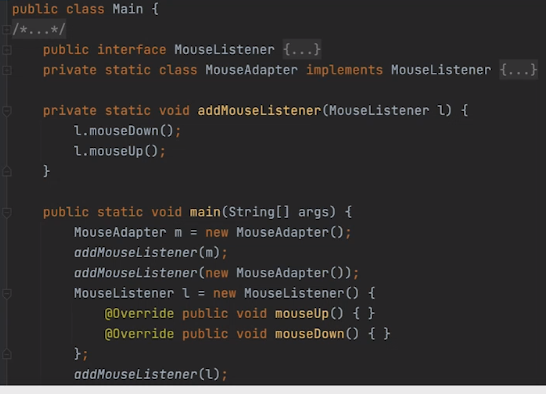 public class Main {
/*...*/
public interface MouseListener {...}
private static class MouseAdapter implements MouseListener {...}
private static void addMouseListener(MouseListener l) {
l.mouseDown();
l.mouseUp();
}
public static void main(String[] args) {
MouseAdapter m = new MouseAdapter();
addMouseListener(m);
addMouseListener(new MouseAdapter());
MouseListener l = new MouseListener() {
@Override public void mouseUp() { }
@Override public void mouseDown() { }
};
addMouseListener(l);